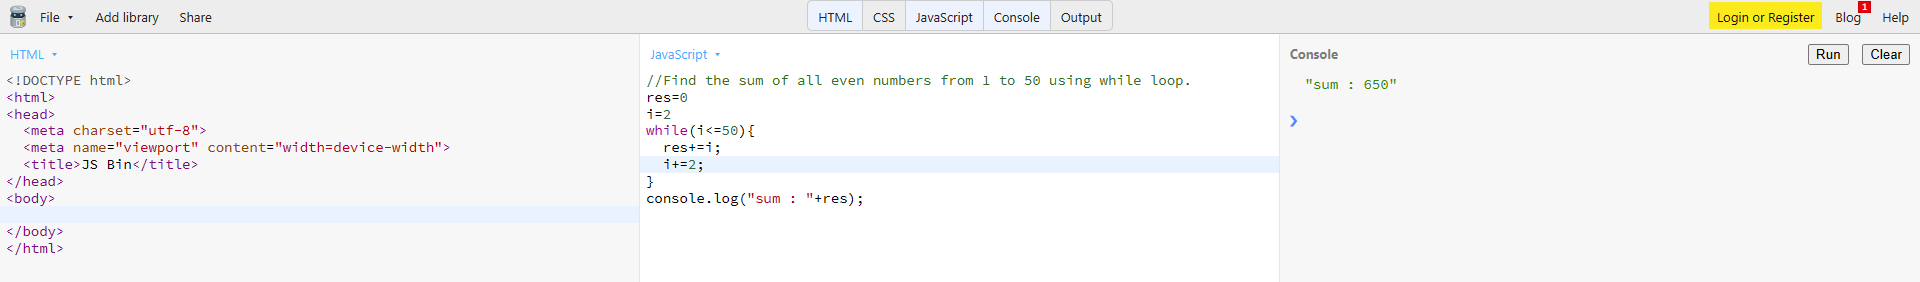 File Add library Share HTML CSS JavaScript Console Output Login or Register Blog 1 Help
HTML
<!DOCTYPE html>
<html>
<head>
  <meta charset="utf-8">
  <meta name="viewport" content="width=device-width">
  <title>JS Bin</title>
</head>
<body>

</body>
</html>
JavaScript
//Find the sum of all even numbers from 1 to 50 using while loop.
res=0
i=2
while(i<=50){
  res+=i;
  i+=2;
}
console.log("sum : "+res);
Console Run Clear
"sum : 650"
❯